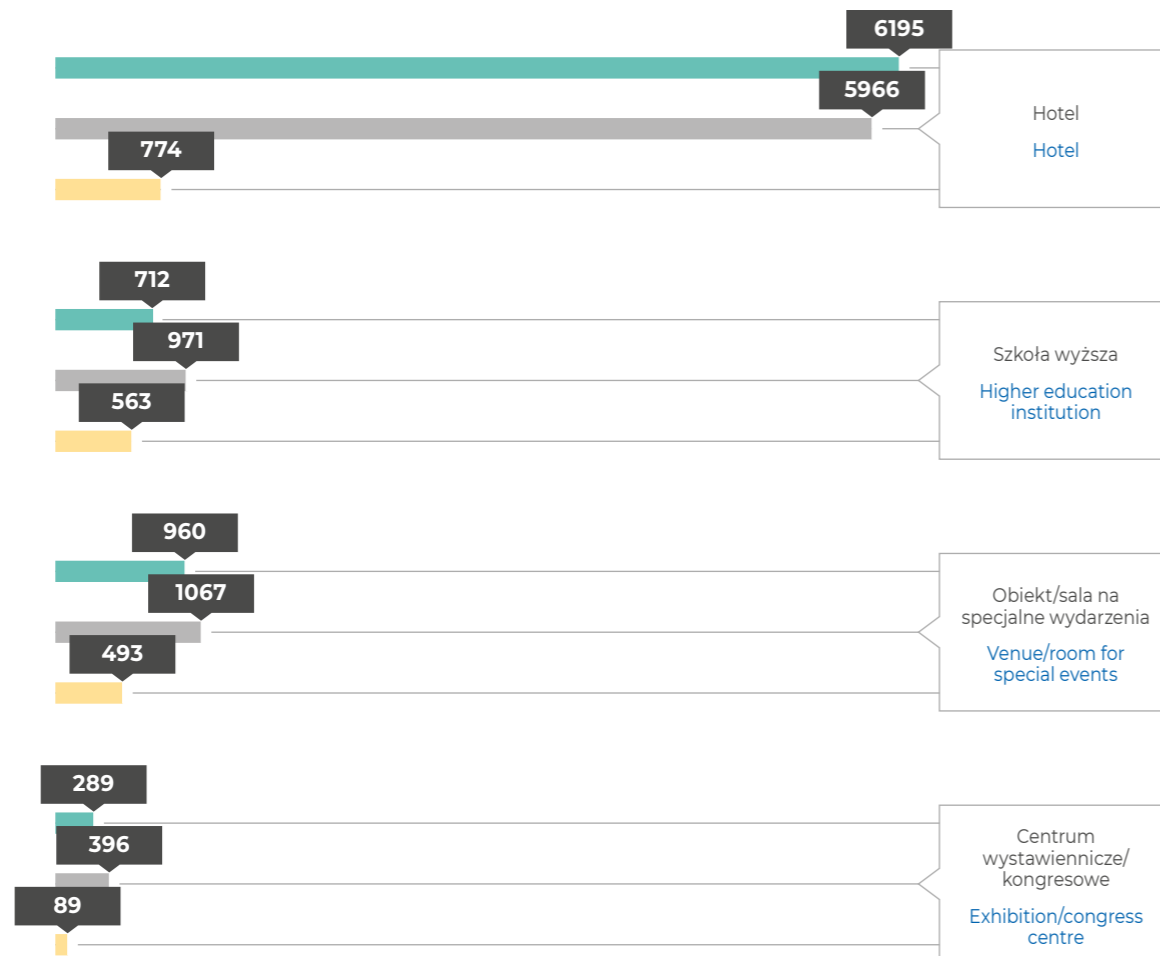 6195
5966
774
Hotel
Hotel
712
971
563
Szkoła wyższa
Higher education
institution
960
1067
493
Obiekt/sala na
specjalne wydarzenia
Venue/room for
special events
289
396
89
Centrum
wystawiennicze/
kongresowe
Exhibition/congress
centre